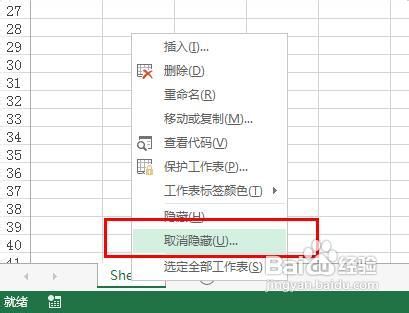 27
28
29
30
31
32
33
34
35
36
37
38
39
40
41
插入(I)...
删除(D)
重命名(R)
移动或复制(M)...
查看代码(V)
保护工作表(P)...
工作表标签颜色(T)
隐藏(H)
取消隐藏(U)...
选定全部工作表(S)
She
就绪
Baidu 经验
jingyan.baidu.com